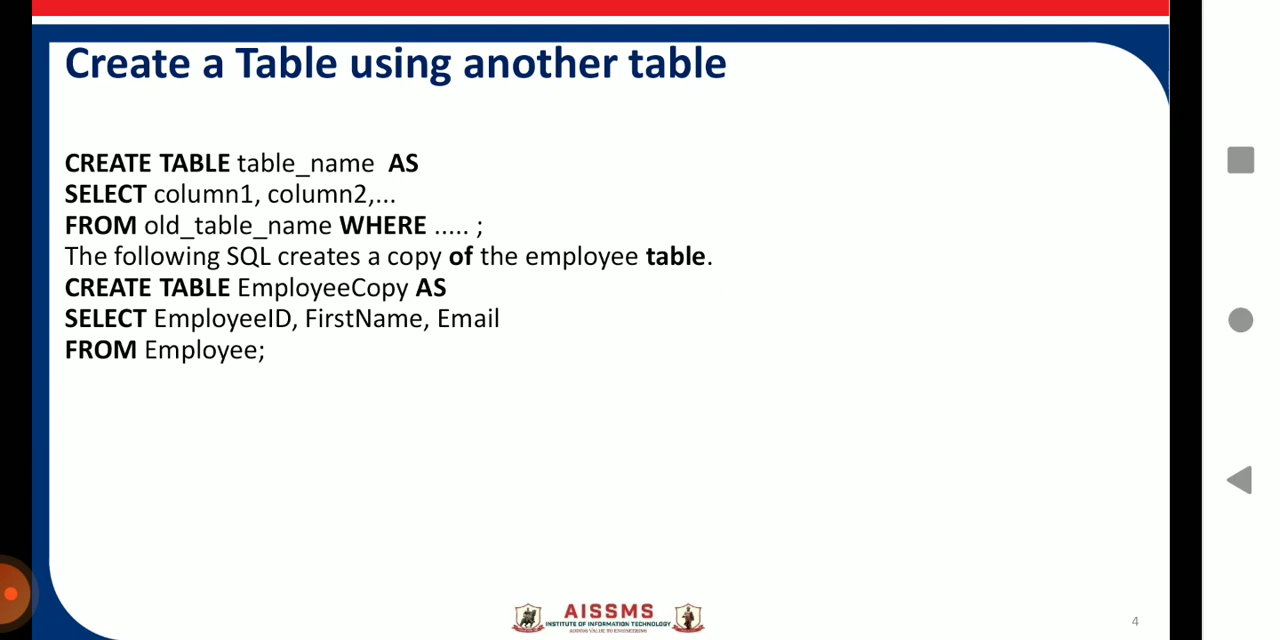 Create a Table using another table
CREATE TABLE table_name AS
SELECT column1, column2,...
FROM old_table_name WHERE ..... ;
The following SQL creates a copy of the employee table.
CREATE TABLE EmployeeCopy AS
SELECT EmployeeID, FirstName, Email
FROM Employee;
AISSMS
INSTITUTE OF INFORMATION TECHNOLOGY
ADDING VALUE TO ENGINEERING
4